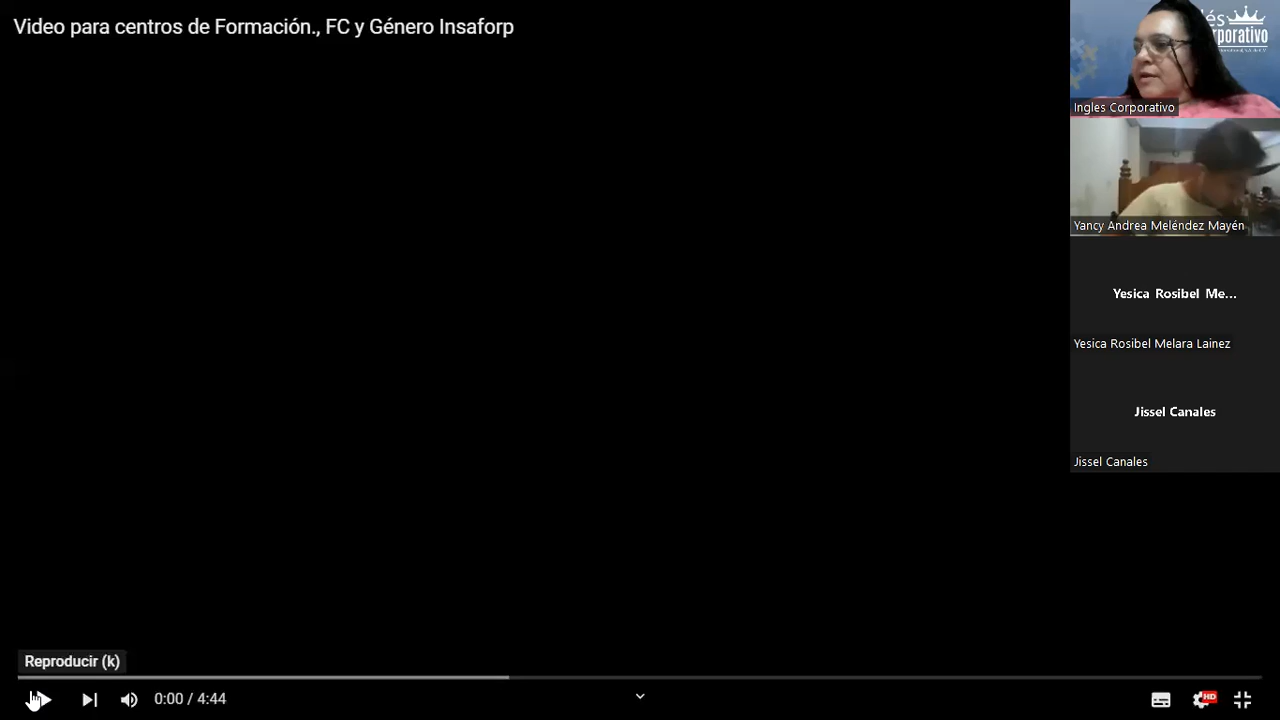 Video para centros de Formación., FC y Género Insaforp
Ingles Corporativo
Yancy Andrea Meléndez Mayén
Yesica Rosibel Me...
Yesica Rosibel Melara Lainez
Jissel Canales
Jissel Canales
Reproducir (k)
0:00 / 4:44
HD